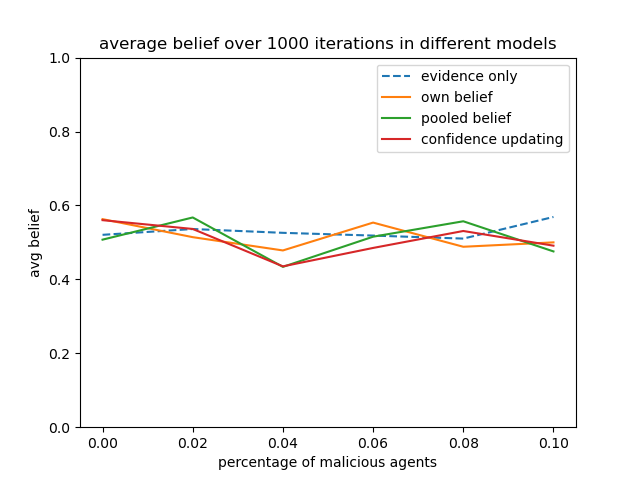 average belief over 1000 iterations in different models
evidence only
own belief
pooled belief
confidence updating
avg belief
1.0
0.8
0.6
0.4
0.2
0.0
0.00 0.02 0.04 0.06 0.08 0.10
percentage of malicious agents